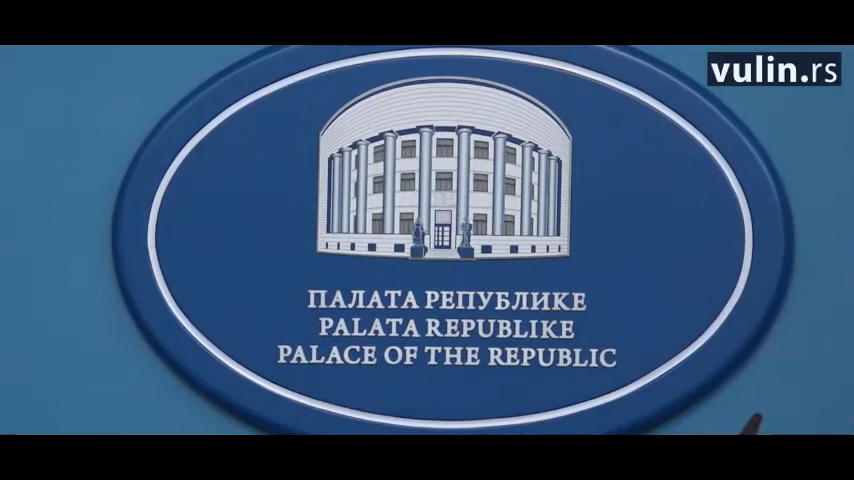 vulin.rs
ПАЛАТА РЕПУБЛИКЕ
PALATA REPUBLIKE
PALACE OF THE REPUBLIC